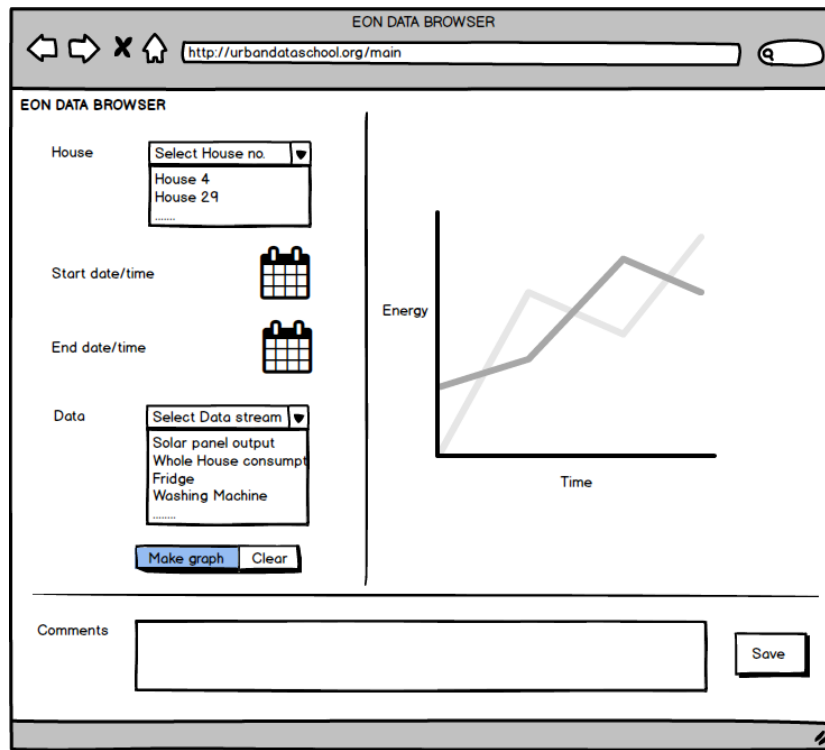 EON DATA BROWSER
http://urbandataschool.org/main
EON DATA BROWSER
House
Select House no.
House 4
House 29
.......
Start date/time
End date/time
Data
Select Data stream
Solar panel output
Whole House consumpt
Fridge
Washing Machine
........
Make graph
Clear
Energy
Time
Comments
Save